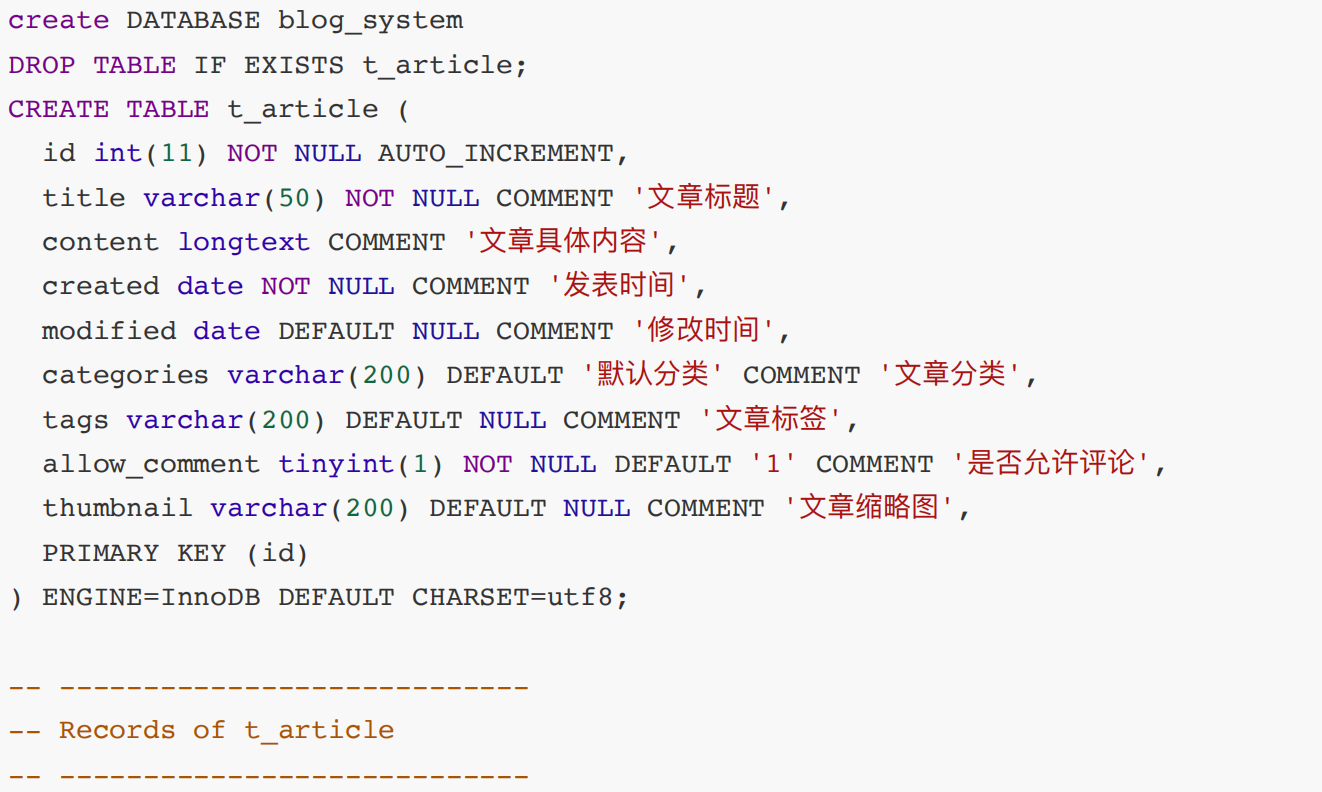 create DATABASE blog_system
DROP TABLE IF EXISTS t_article;
CREATE TABLE t_article (
  id int(11) NOT NULL AUTO_INCREMENT,
  title varchar(50) NOT NULL COMMENT '文章标题',
  content longtext COMMENT '文章具体内容',
  created date NOT NULL COMMENT '发表时间',
  modified date DEFAULT NULL COMMENT '修改时间',
  categories varchar(200) DEFAULT '默认分类' COMMENT '文章分类',
  tags varchar(200) DEFAULT NULL COMMENT '文章标签',
  allow_comment tinyint(1) NOT NULL DEFAULT '1' COMMENT '是否允许评论',
  thumbnail varchar(200) DEFAULT NULL COMMENT '文章缩略图',
  PRIMARY KEY (id)
) ENGINE=InnoDB DEFAULT CHARSET=utf8;
-- ----------------------------
-- Records of t_article
-- ----------------------------